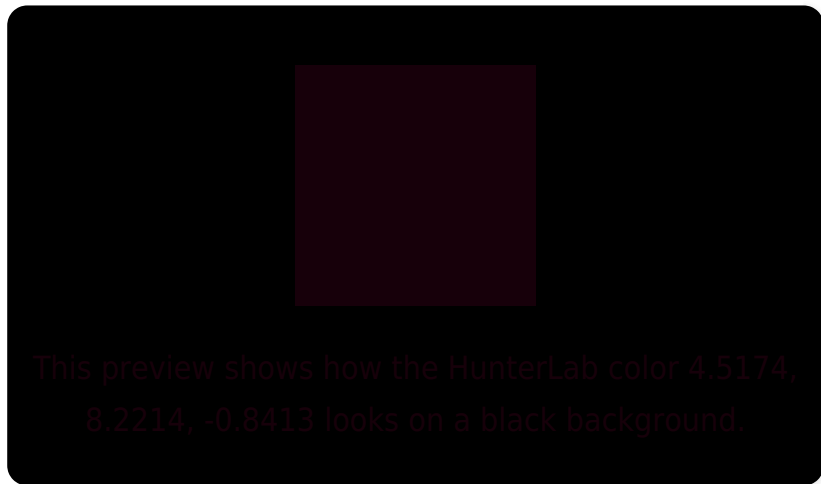 This preview shows how the HunterLab color 4.5174,
8.2214, -0.8413 looks on a black background.